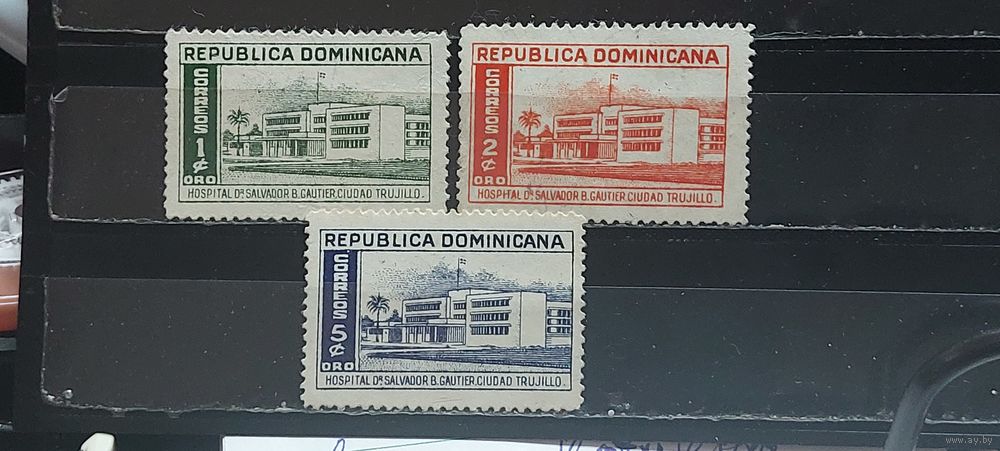 REPUBLICA DOMINICANA
CORREOS
1¢
ORO
HOSPITAL DR. SALVADOR B. GAUTIER. CIUDAD TRUJILLO.
REPUBLICA DOMINICANA
CORREOS
2¢
ORO
HOSPITAL DR. SALVADOR B. GAUTIER. CIUDAD TRUJILLO.
REPUBLICA DOMINICANA
CORREOS
5¢
ORO
HOSPITAL DR. SALVADOR B. GAUTIER. CIUDAD TRUJILLO.
www.ay.by